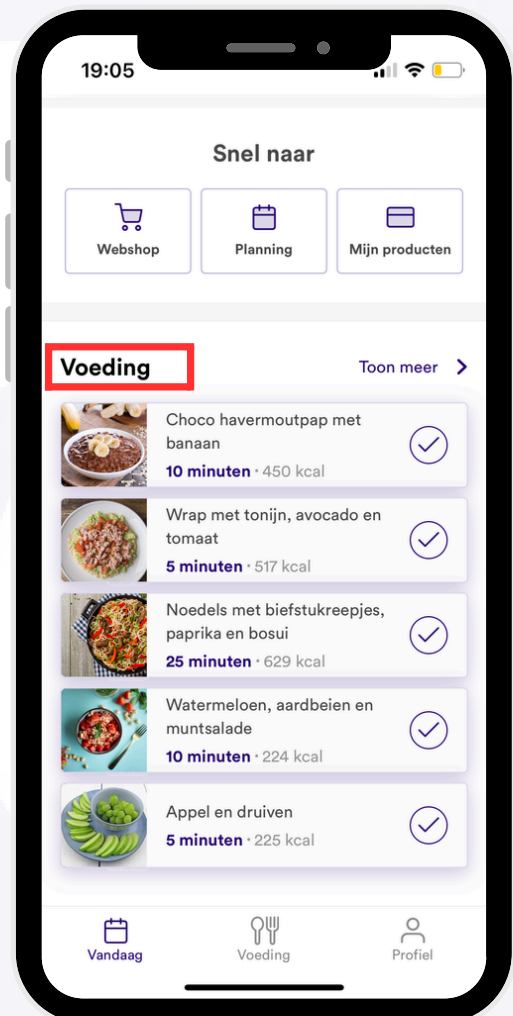 19:05
Snel naar
Webshop
Planning
Mijn producten
Voeding
Toon meer
Choco havermoutpap met
banaan
10 minuten · 450 kcal
Wrap met tonijn, avocado en
tomaat
5 minuten · 517 kcal
Noedels met biefstukreepjes,
paprika en bosui
25 minuten · 629 kcal
Watermeloen, aardbeien en
muntsalade
10 minuten · 224 kcal
Appel en druiven
5 minuten · 225 kcal
Vandaag
Voeding
Profiel